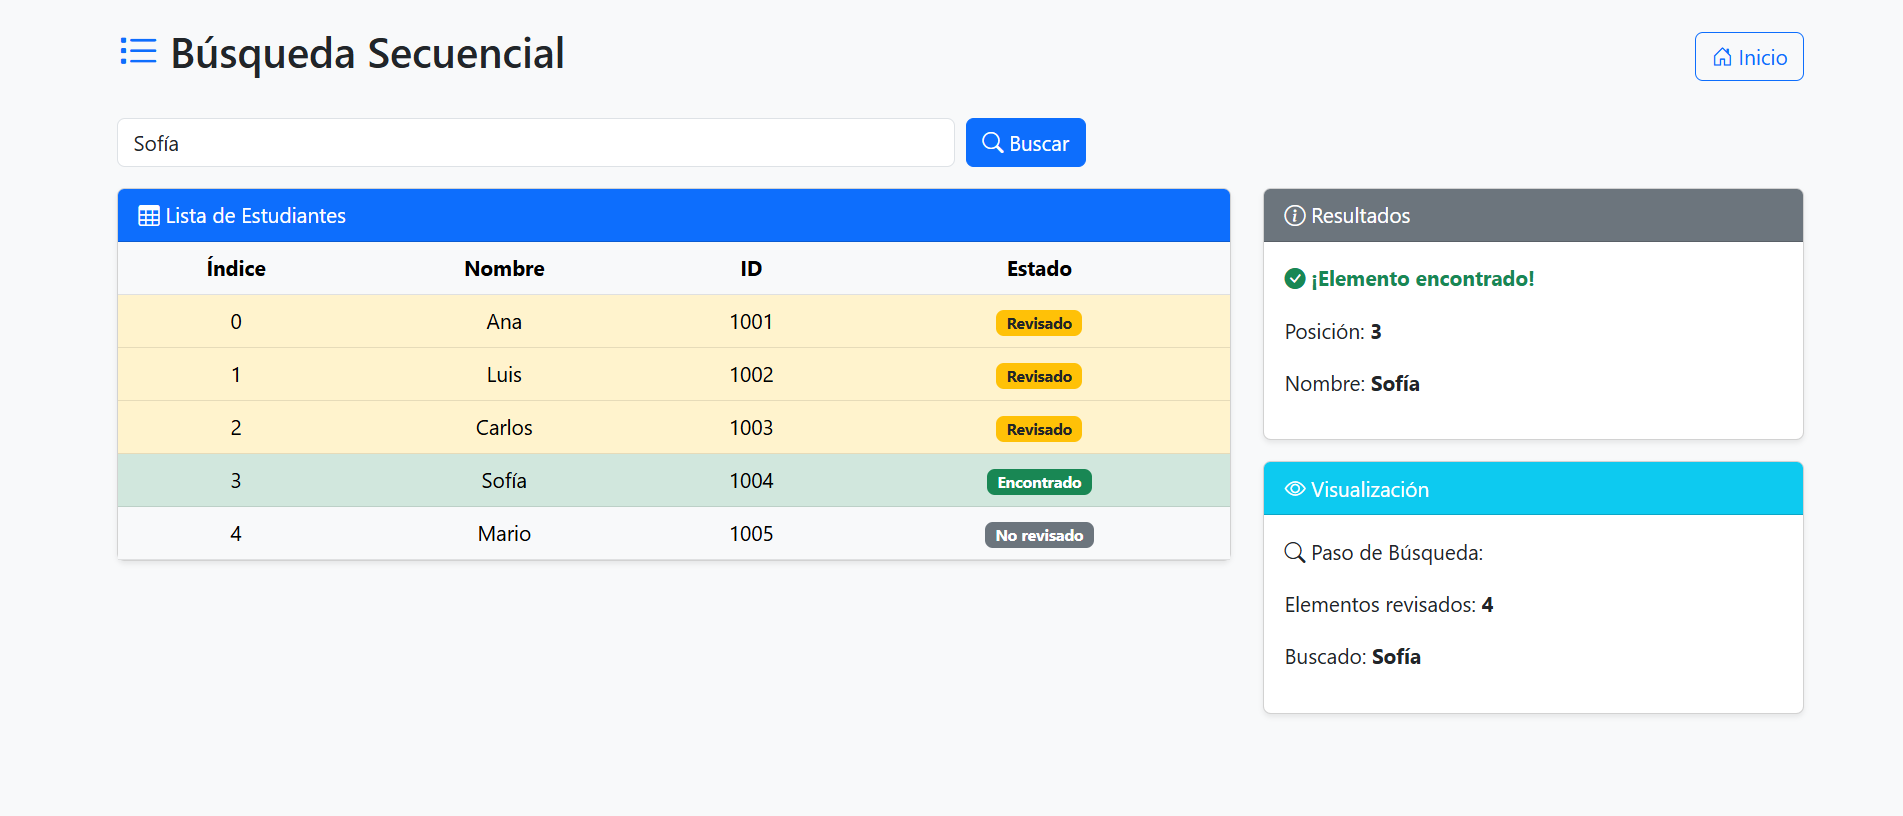 Búsqueda Secuencial
Inicio
Sofía
Buscar
Lista de Estudiantes
Índice Nombre ID Estado
0 Ana 1001 Revisado
1 Luis 1002 Revisado
2 Carlos 1003 Revisado
3 Sofía 1004 Encontrado
4 Mario 1005 No revisado
Resultados
¡Elemento encontrado!
Posición: 3
Nombre: Sofía
Visualización
Paso de Búsqueda:
Elementos revisados: 4
Buscado: Sofía